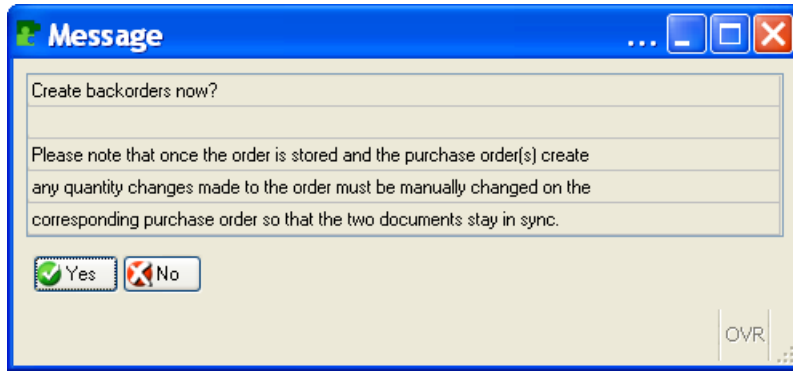 Message
...
Create backorders now?
Please note that once the order is stored and the purchase order(s) create
any quantity changes made to the order must be manually changed on the
corresponding purchase order so that the two documents stay in sync.
Yes No
OVR